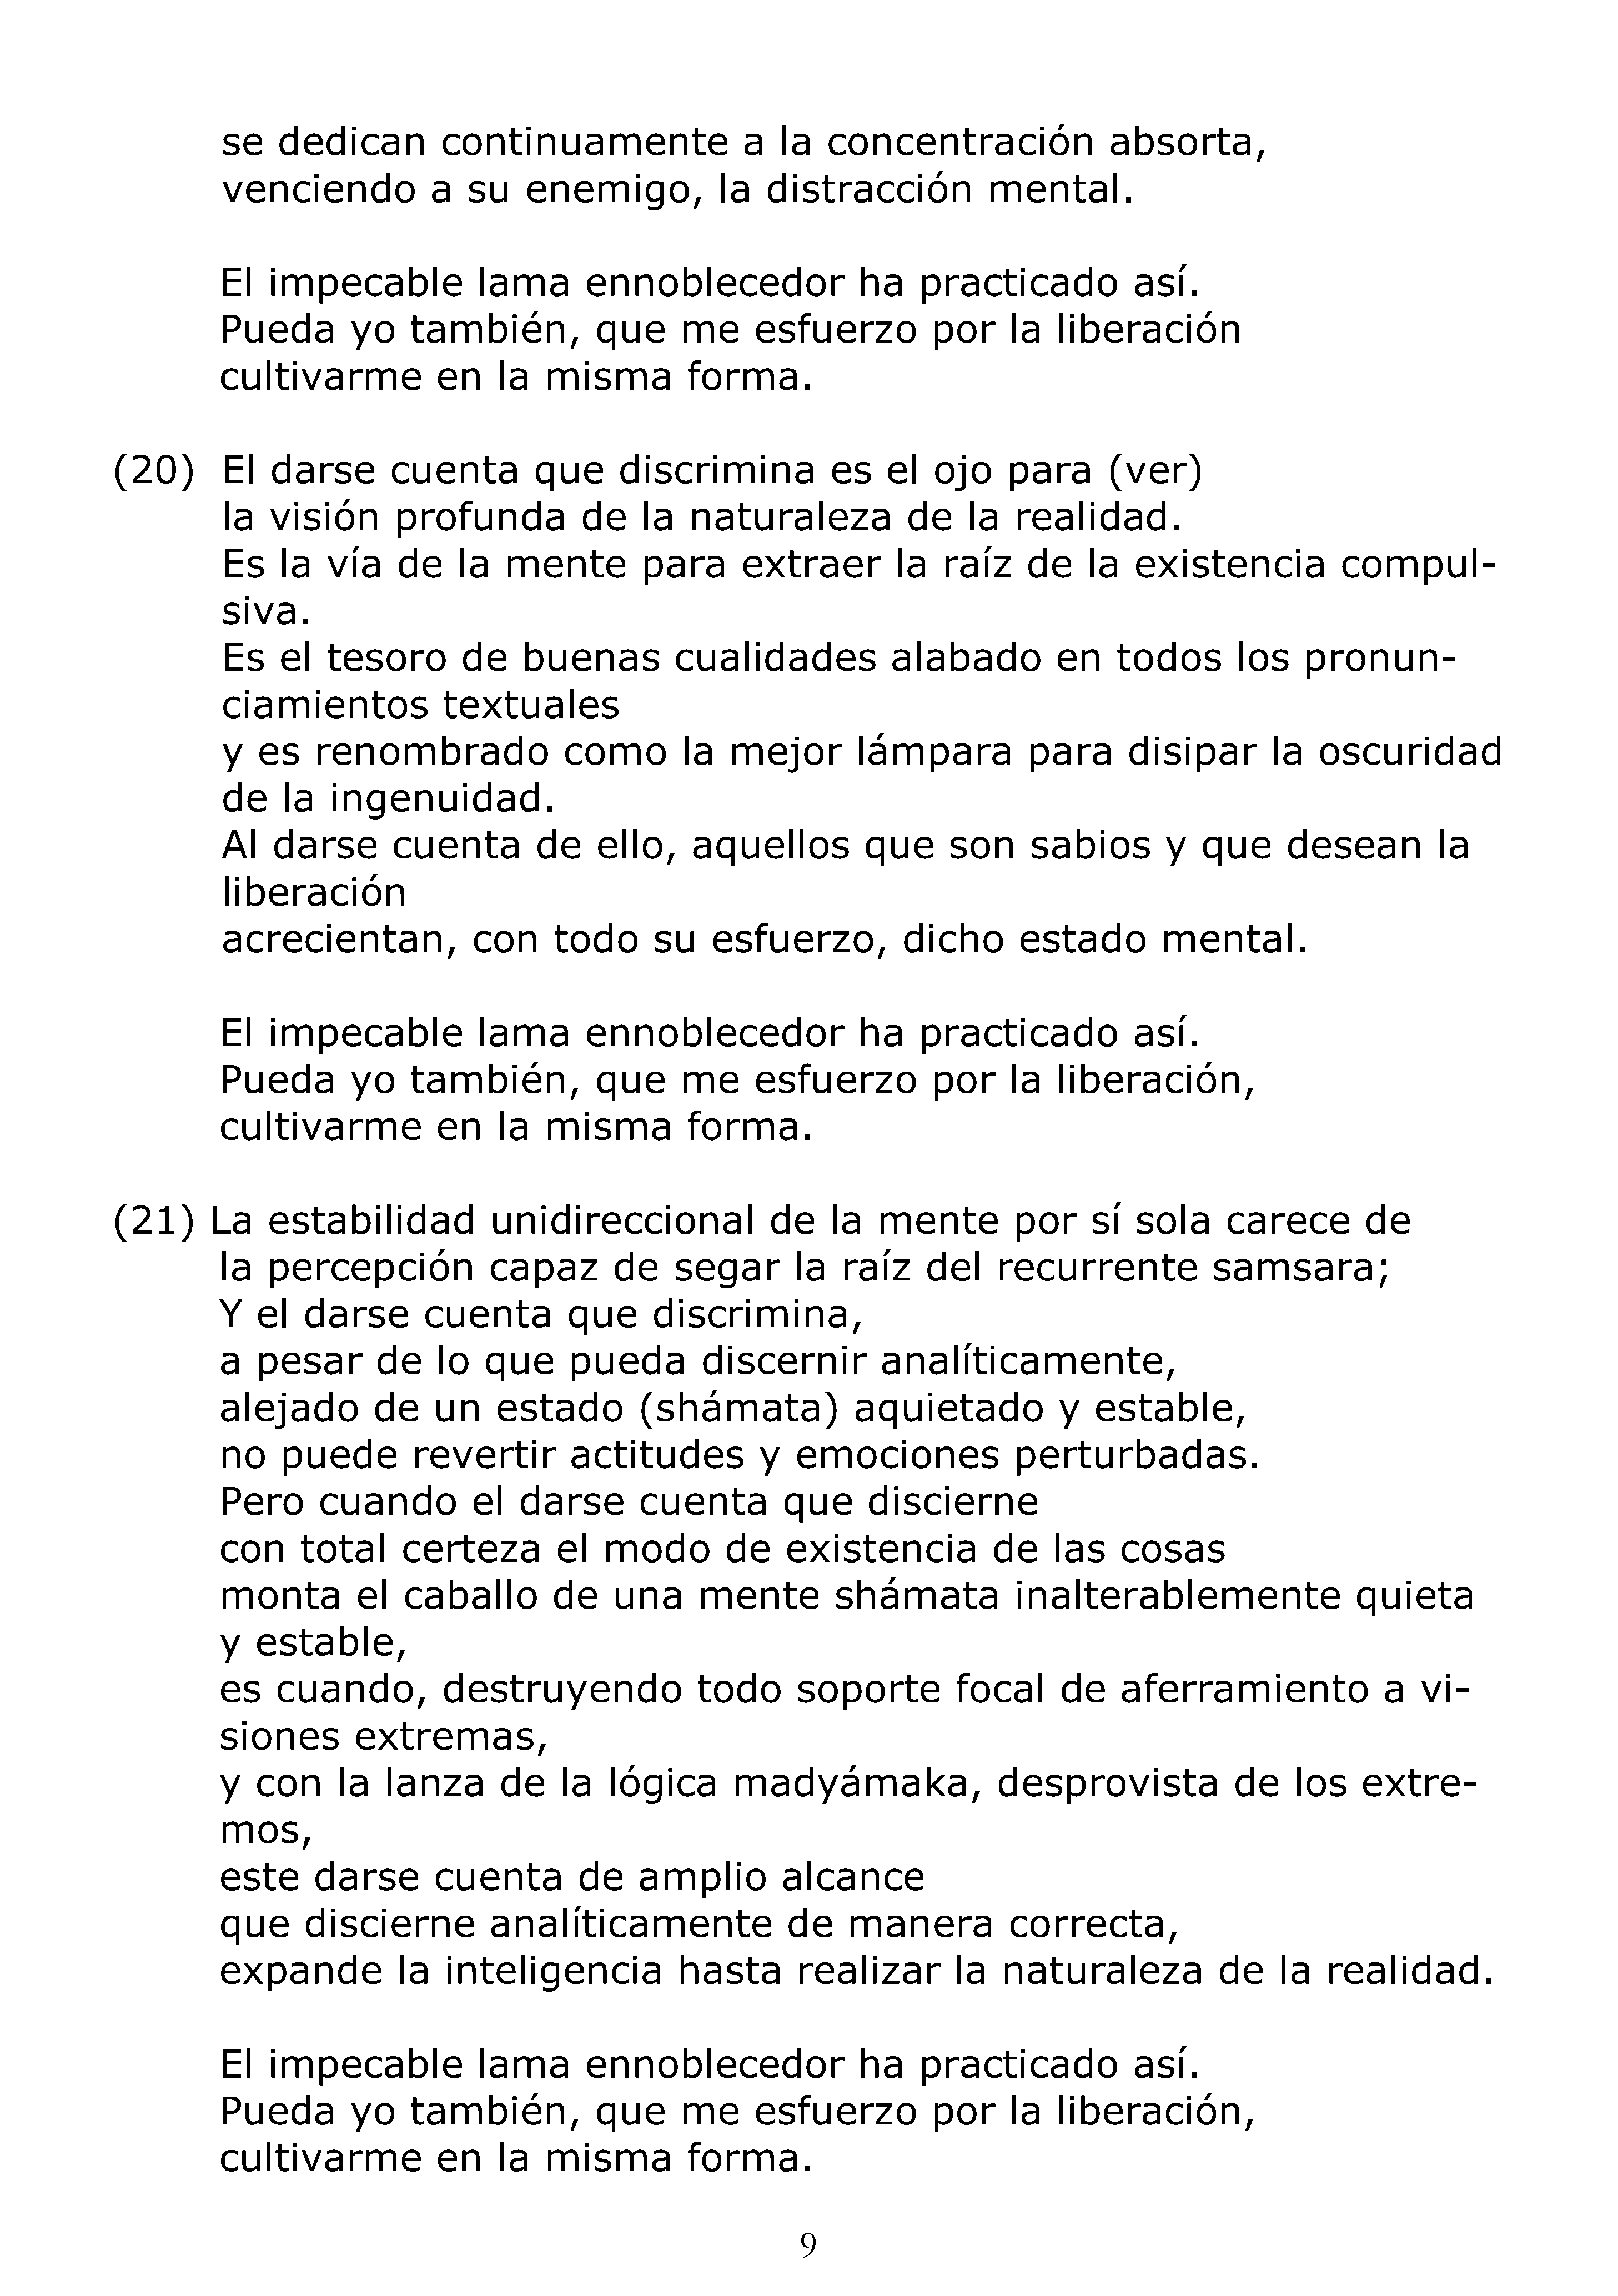 se dedican continuamente a la concentración absorta,
venciendo a su enemigo, la distracción mental.
El impecable lama ennoblecedor ha practicado así.
Pueda yo también, que me esfuerzo por la liberación
cultivarme en la misma forma.
(20) El darse cuenta que discrimina es el ojo para (ver)
la visión profunda de la naturaleza de la realidad.
Es la vía de la mente para extraer la raíz de la existencia compul-
siva.
Es el tesoro de buenas cualidades alabado en todos los pronun-
ciamientos textuales
y es renombrado como la mejor lámpara para disipar la oscuridad
de la ingenuidad.
Al darse cuenta de ello, aquellos que son sabios y que desean la
liberación
acrecientan, con todo su esfuerzo, dicho estado mental.
El impecable lama ennoblecedor ha practicado así.
Pueda yo también, que me esfuerzo por la liberación,
cultivarme en la misma forma.
(21) La estabilidad unidireccional de la mente por sí sola carece de
la percepción capaz de segar la raíz del recurrente samsara;
Y el darse cuenta que discrimina,
a pesar de lo que pueda discernir analíticamente,
alejado de un estado (shámata) aquietado y estable,
no puede revertir actitudes y emociones perturbadas.
Pero cuando el darse cuenta que discierne
con total certeza el modo de existencia de las cosas
monta el caballo de una mente shámata inalterablemente quieta
y estable,
es cuando, destruyendo todo soporte focal de aferramiento a vi-
siones extremas,
y con la lanza de la lógica madyámaka, desprovista de los extre-
mos,
este darse cuenta de amplio alcance
que discierne analíticamente de manera correcta,
expande la inteligencia hasta realizar la naturaleza de la realidad.
El impecable lama ennoblecedor ha practicado así.
Pueda yo también, que me esfuerzo por la liberación,
cultivarme en la misma forma.
9